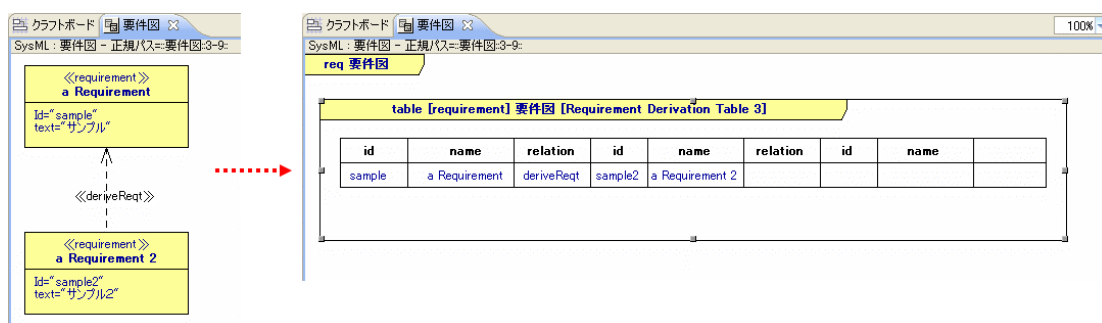 クラフトボード 要件図
SysML : 要件図 - 正規パス=::要件図::3-9::
≪requirement≫
a Requirement
Id="sample"
text="サンプル"
≪deriveReqt≫
≪requirement≫
a Requirement 2
Id="sample2"
text="サンプル2"
クラフトボード 要件図
100%
SysML : 要件図 - 正規パス=::要件図::3-9::
req 要件図
table [requirement] 要件図 [Requirement Derivation Table 3]
id name relation id name relation id name
sample a Requirement deriveReqt sample2 a Requirement 2